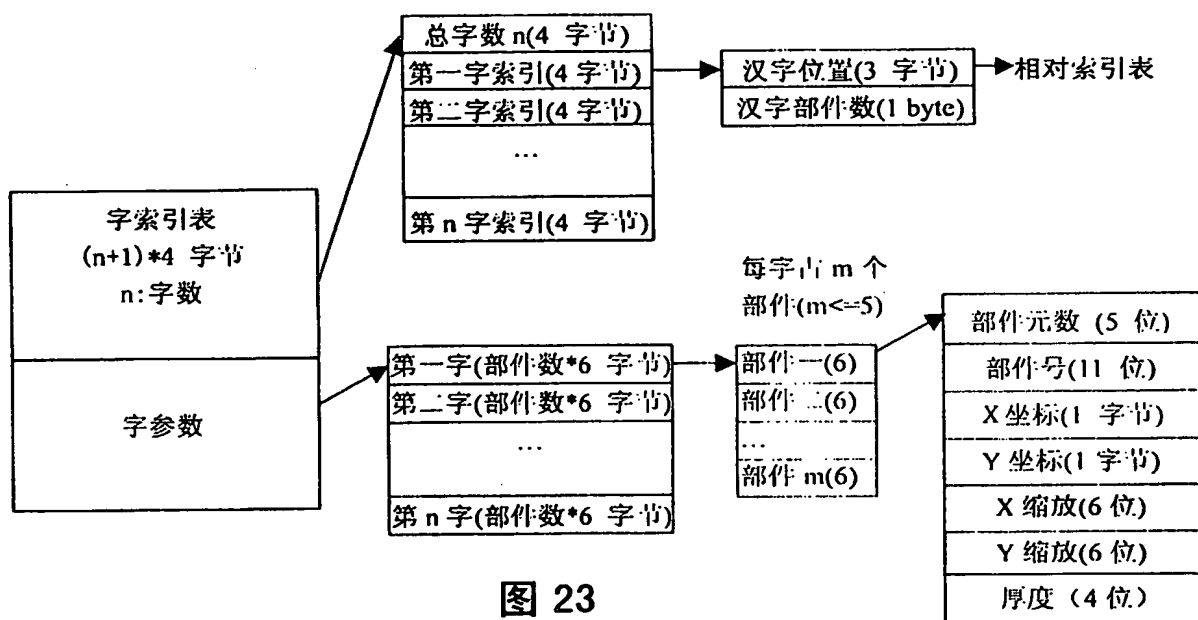 总字数 n(4 字节)
第一字索引(4字节)
第二字索引(4字节)
…
第 n 字索引(4 字节)
汉字位置(3 字节)
汉字部件数(1 byte)
相对索引表
字索引表
(n+1)*4 字节
n:字数
字参数
第一字(部件数*6 字节)
第二字(部件数*6 字节)
…
第 n 字(部件数*6 字节)
每字由 m 个
部件(m<=5)
部件一(6)
部件二(6)
...
部件 m(6)
部件元数 (5 位)
部件号(11 位)
X 坐标(1 字节)
Y 坐标(1 字节)
X 缩放(6 位)
Y 缩放(6 位)
厚度（4 位）
图 23